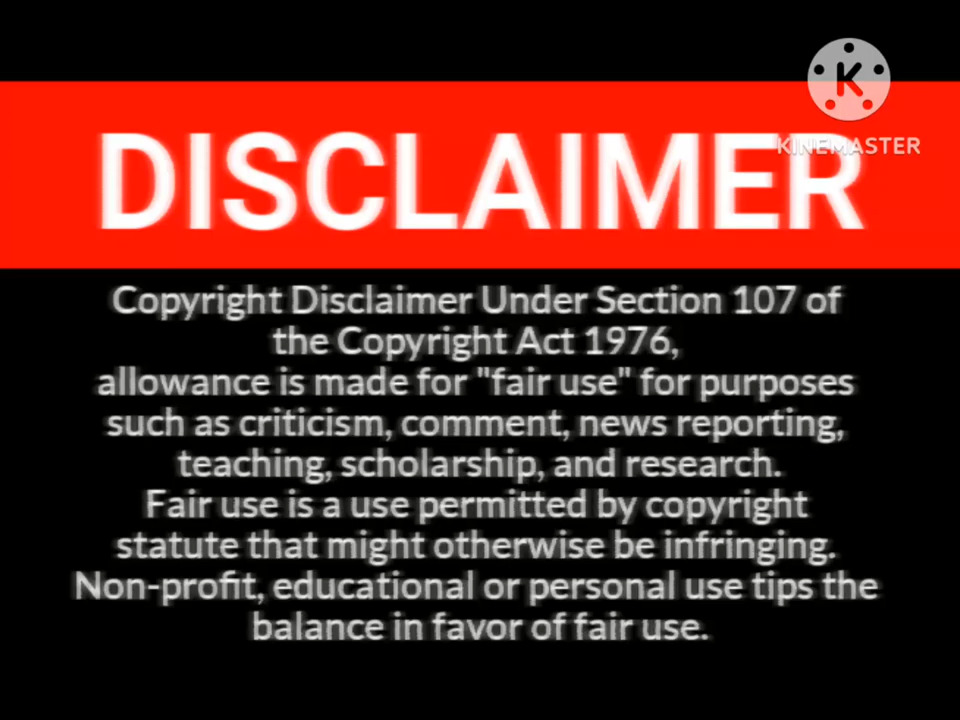 K
KINEMASTER
DISCLAIMER
Copyright Disclaimer Under Section 107 of
the Copyright Act 1976,
allowance is made for "fair use" for purposes
such as criticism, comment, news reporting,
teaching, scholarship, and research.
Fair use is a use permitted by copyright
statute that might otherwise be infringing.
Non-profit, educational or personal use tips the
balance in favor of fair use.